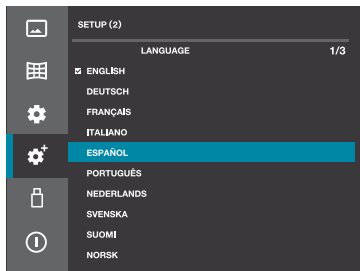 SETUP (2)
LANGUAGE 1/3
ENGLISH
DEUTSCH
FRANÇAIS
ITALIANO
ESPAÑOL
PORTUGUÊS
NEDERLANDS
SVENSKA
SUOMI
NORSK